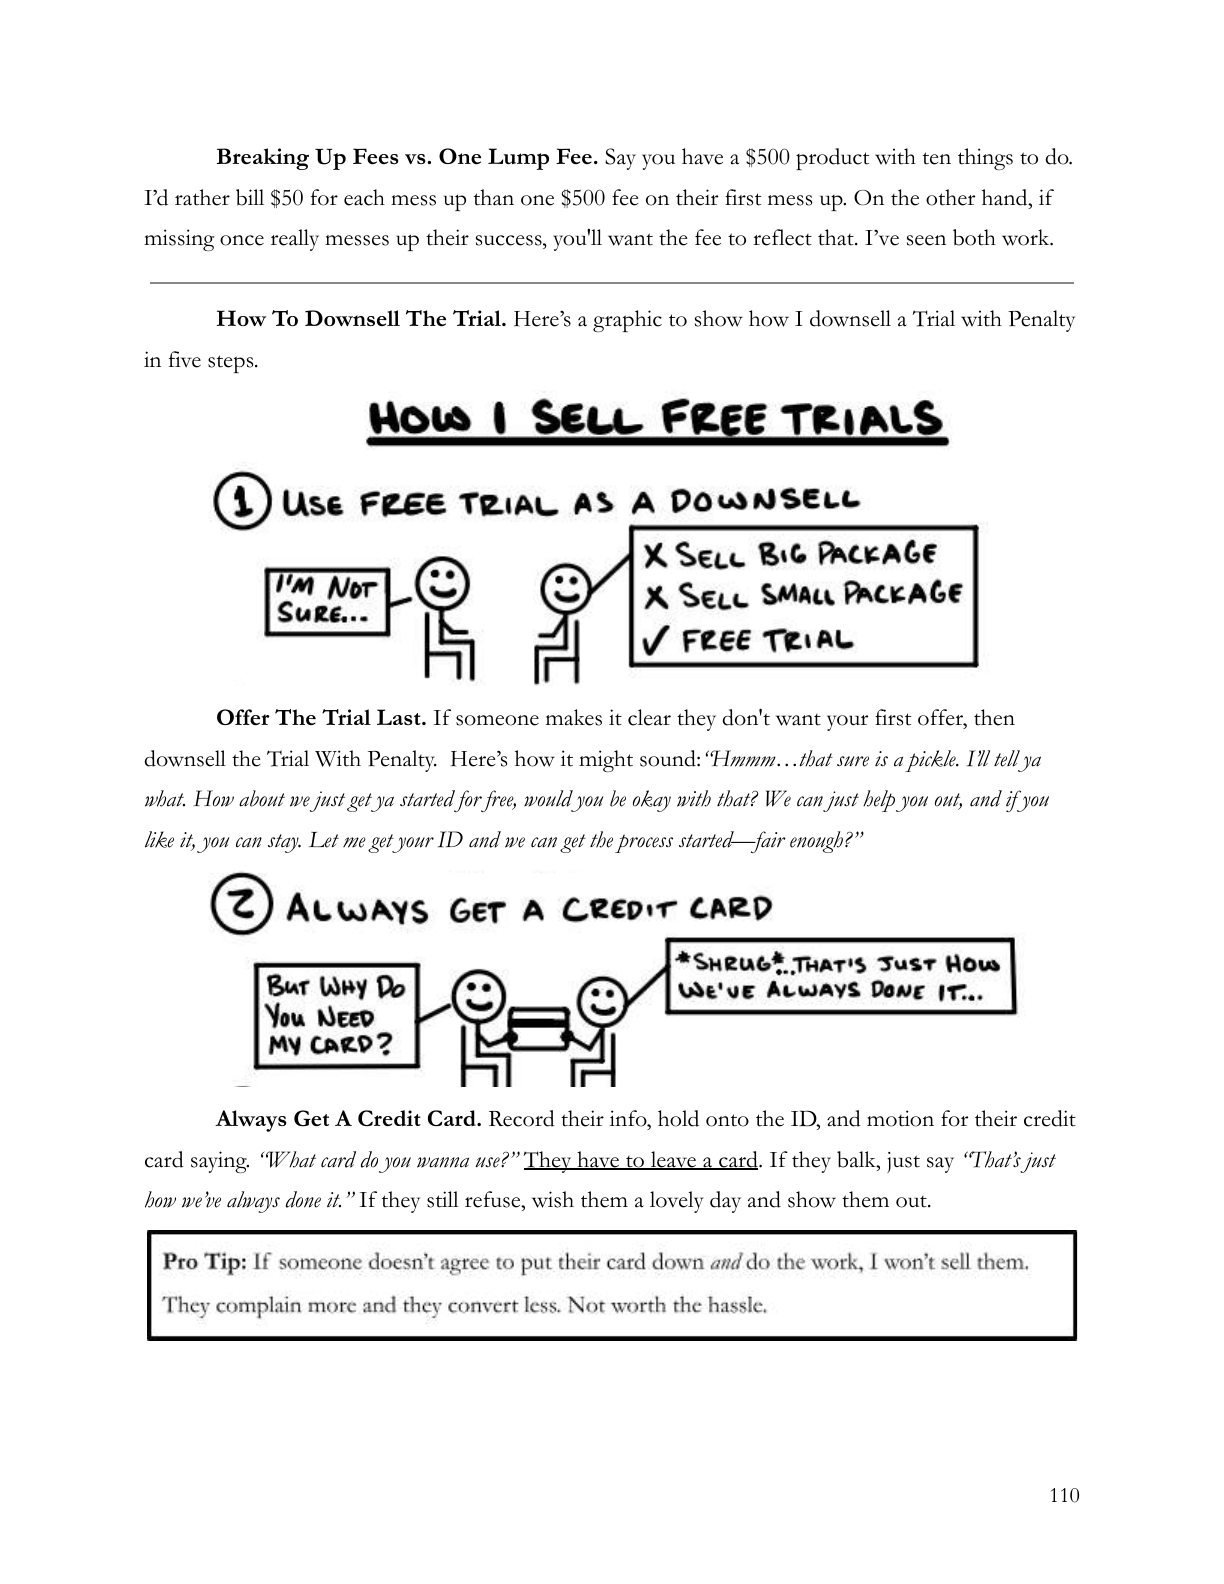 Breaking Up Fees vs. One Lump Fee. Say you have a $500 product with ten things to do.
I’d rather bill $50 for each mess up than one $500 fee on their first mess up. On the other hand, if
missing once really messes up their success, you'll want the fee to reflect that. I’ve seen both work.
How To Downsell The Trial. Here’s a graphic to show how I downsell a Trial with Penalty
in five steps.
HOW I SELL FREE TRIALS
1 USE FREE TRIAL AS A DOWNSELL
I'M NOT
SURE...
X SELL BIG PACKAGE
X SELL SMALL PACKAGE
✓ FREE TRIAL
Offer The Trial Last. If someone makes it clear they don't want your first offer, then
downsell the Trial With Penalty.  Here’s how it might sound: “Hmmm…that sure is a pickle. I’ll tell ya
what. How about we just get ya started for free, would you be okay with that? We can just help you out, and if you
like it, you can stay. Let me get your ID and we can get the process started—fair enough?”
2 ALWAYS GET A CREDIT CARD
BUT WHY DO
YOU NEED
MY CARD?
*SHRUG*...THAT'S JUST HOW
WE'VE ALWAYS DONE IT...
Always Get A Credit Card. Record their info, hold onto the ID, and motion for their credit
card saying. “What card do you wanna use?” They have to leave a card. If they balk, just say “That’s just
how we’ve always done it.” If they still refuse, wish them a lovely day and show them out.
Pro Tip: If someone doesn’t agree to put their card down and do the work, I won’t sell them.
They complain more and they convert less. Not worth the hassle.
110